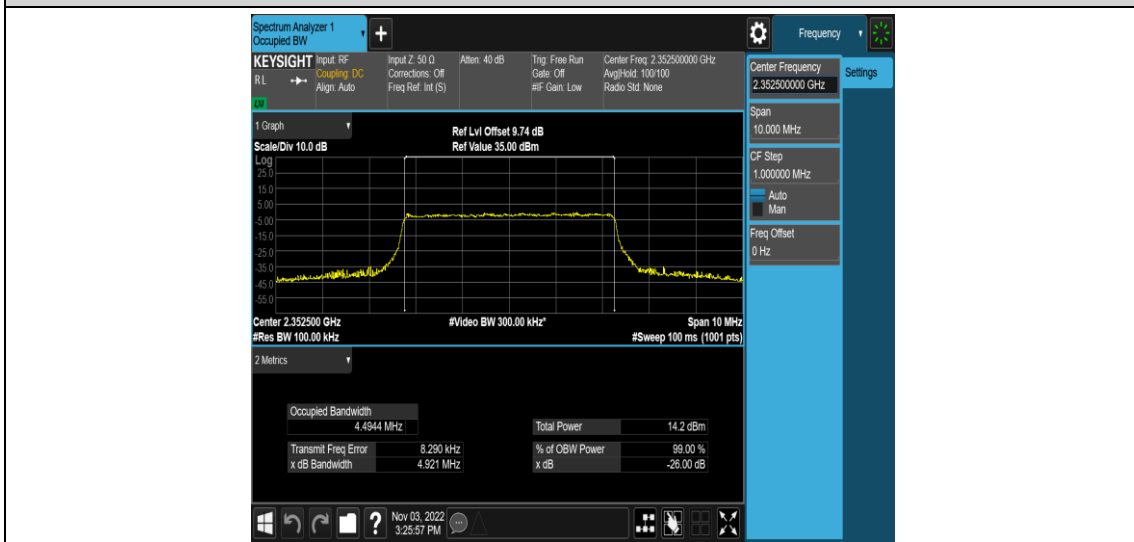 Spectrum Analyzer 1
Occupied BW
+
Frequency
KEYSIGHT
RL
Input: RF
Coupling: DC
Align: Auto
Input Z: 50 Ω
Corrections: Off
Freq Ref: Int (S)
Atten: 40 dB
Trig: Free Run
Gate: Off
#IF Gain: Low
Center Freq: 2.352500000 GHz
Avg|Hold: 100/100
Radio Std: None
Center Frequency
2.352500000 GHz
Settings
Span
10.000 MHz
CF Step
1.000000 MHz
Auto
Man
Freq Offset
0 Hz
1 Graph
Scale/Div 10.0 dB
Ref Lvl Offset 9.74 dB
Ref Value 35.00 dBm
Log
25.0
15.0
5.00
-5.00
-15.0
-25.0
-35.0
-45.0
-55.0
Center 2.352500 GHz
#Video BW 300.00 kHz*
Span 10 MHz
#Res BW 100.00 kHz
#Sweep 100 ms (1001 pts)
2 Metrics
Occupied Bandwidth
4.4944 MHz
Total Power 14.2 dBm
Transmit Freq Error 8.290 kHz
% of OBW Power 99.00 %
x dB Bandwidth 4.921 MHz
x dB -26.00 dB
?
Nov 03, 2022
3:25:57 PM